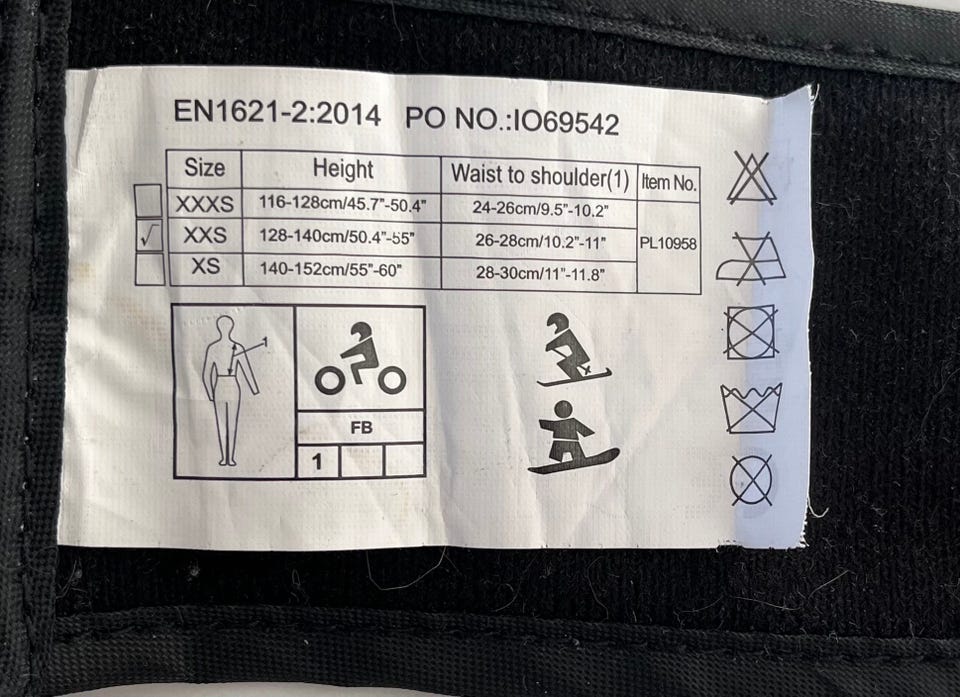 EN1621-2:2014 PO NO.:IO69542
Size Height Waist to shoulder(1) Item No.
XXXS 116-128cm/45.7"-50.4" 24-26cm/9.5"-10.2"
√ XXS 128-140cm/50.4"-55" 26-28cm/10.2"-11" PL10958
XS 140-152cm/55"-60" 28-30cm/11"-11.8"
1
FB
1